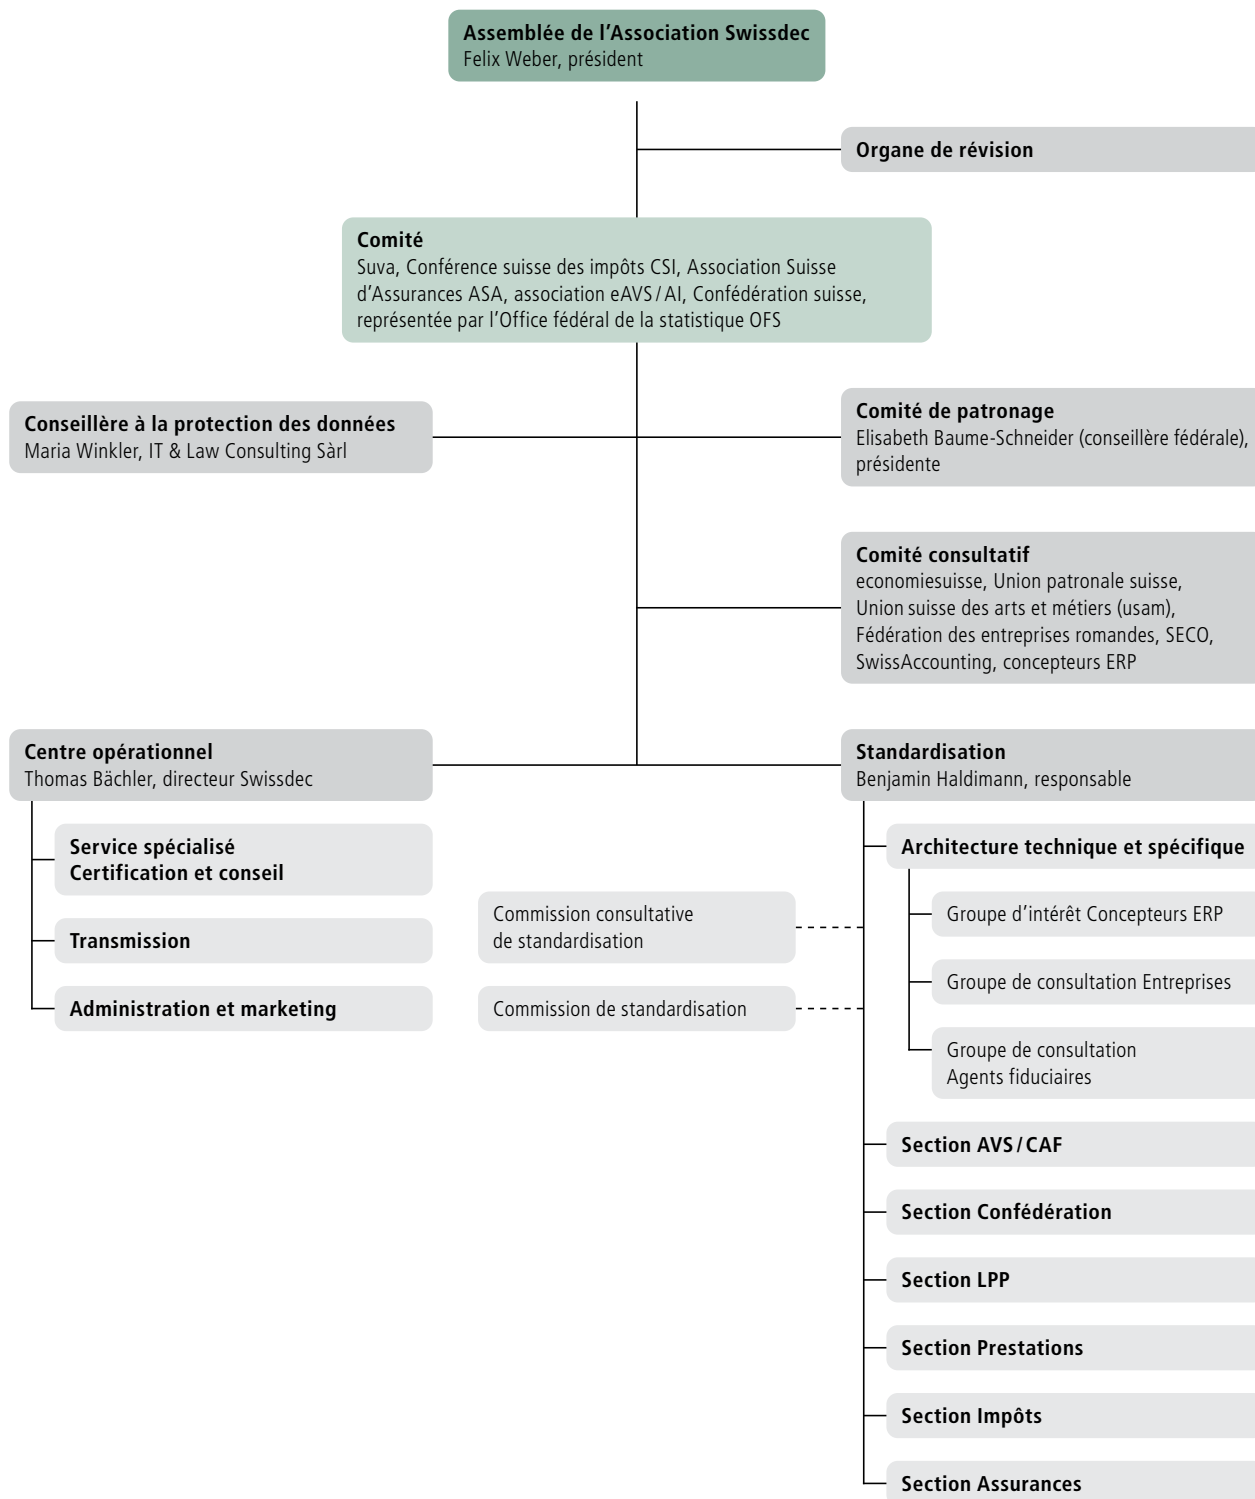 Assemblée de l’Association Swissdec
Felix Weber, président
Organe de révision
Comité
Suva, Conférence suisse des impôts CSI, Association Suisse
d’Assurances ASA, association eAVS/AI, Confédération suisse,
représentée par l’Office fédéral de la statistique OFS
Conseillère à la protection des données
Maria Winkler, IT & Law Consulting Sàrl
Comité de patronage
Elisabeth Baume-Schneider (conseillère fédérale),
présidente
Comité consultatif
economiesuisse, Union patronale suisse,
Union suisse des arts et métiers (usam),
Fédération des entreprises romandes, SECO,
SwissAccounting, concepteurs ERP
Centre opérationnel
Thomas Bächler, directeur Swissdec
Service spécialisé
Certification et conseil
Transmission
Administration et marketing
Commission consultative
de standardisation
Commission de standardisation
Standardisation
Benjamin Haldimann, responsable
Architecture technique et spécifique
Groupe d’intérêt Concepteurs ERP
Groupe de consultation Entreprises
Groupe de consultation
Agents fiduciaires
Section AVS/CAF
Section Confédération
Section LPP
Section Prestations
Section Impôts
Section Assurances